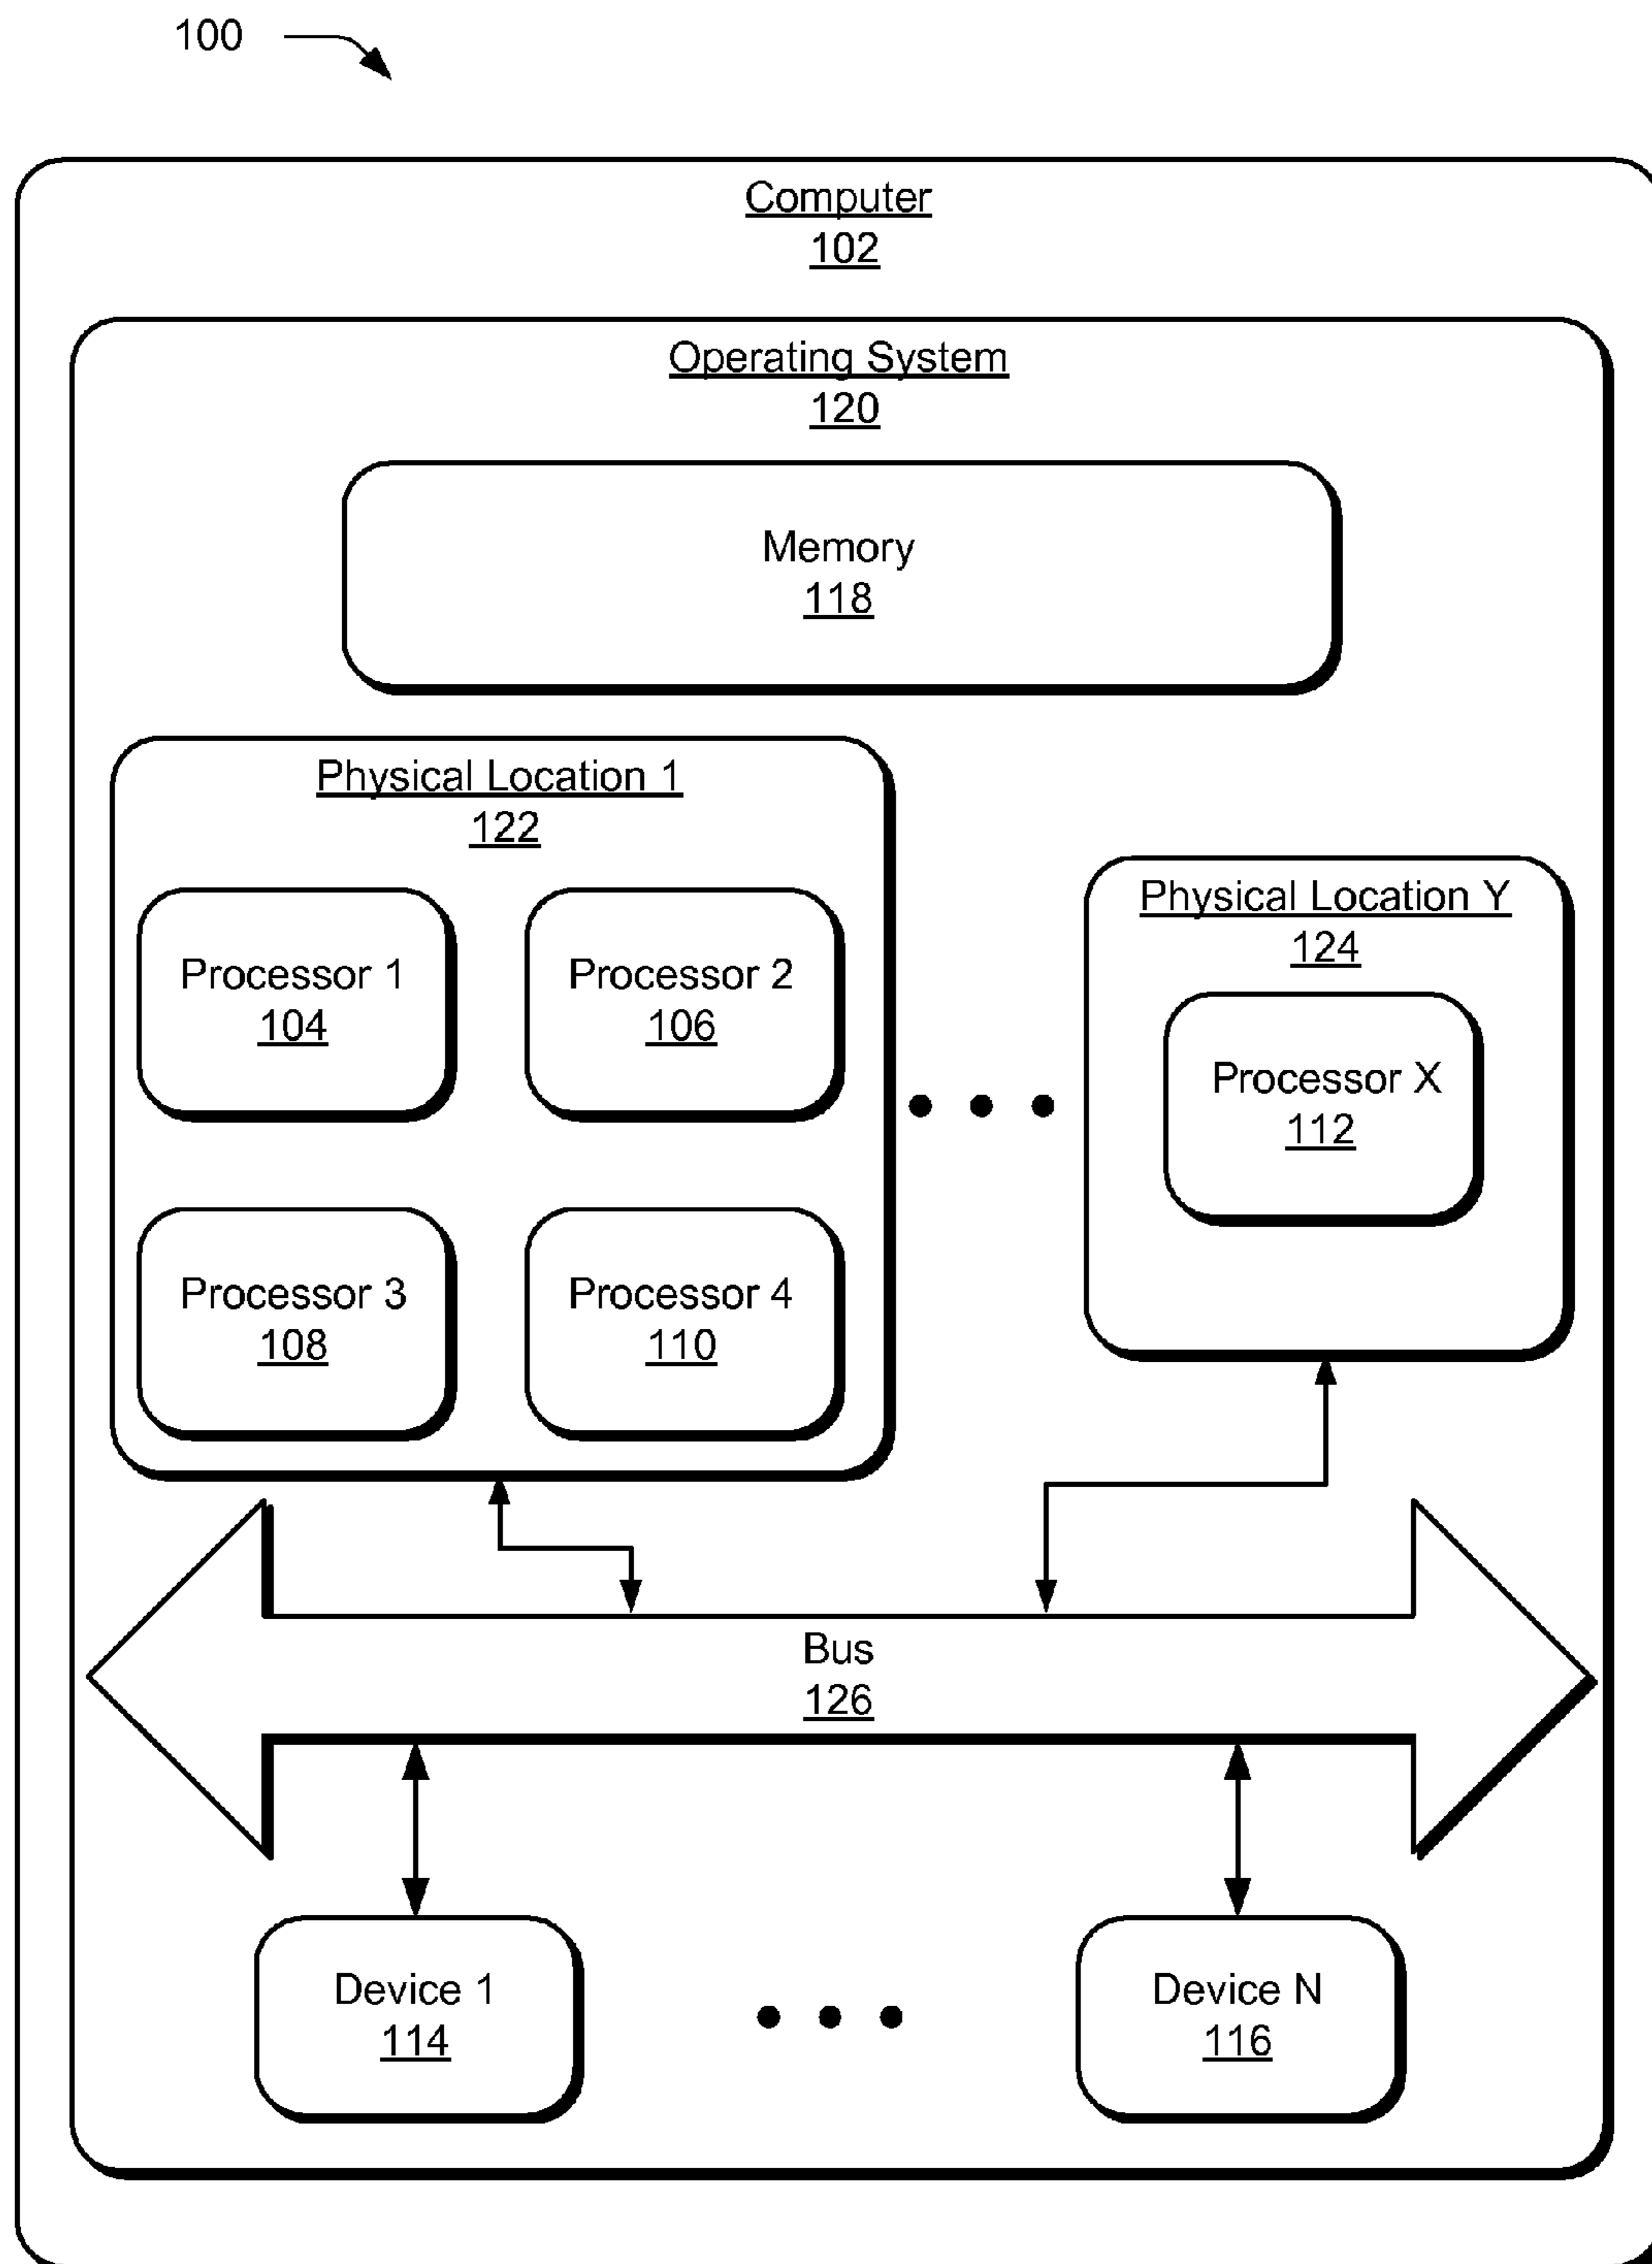 100
Computer
102
Operating System
120
Memory
118
Physical Location 1
122
Processor 1
104
Processor 2
106
Processor 3
108
Processor 4
110
Physical Location Y
124
Processor X
112
Bus
126
Device 1
114
Device N
116